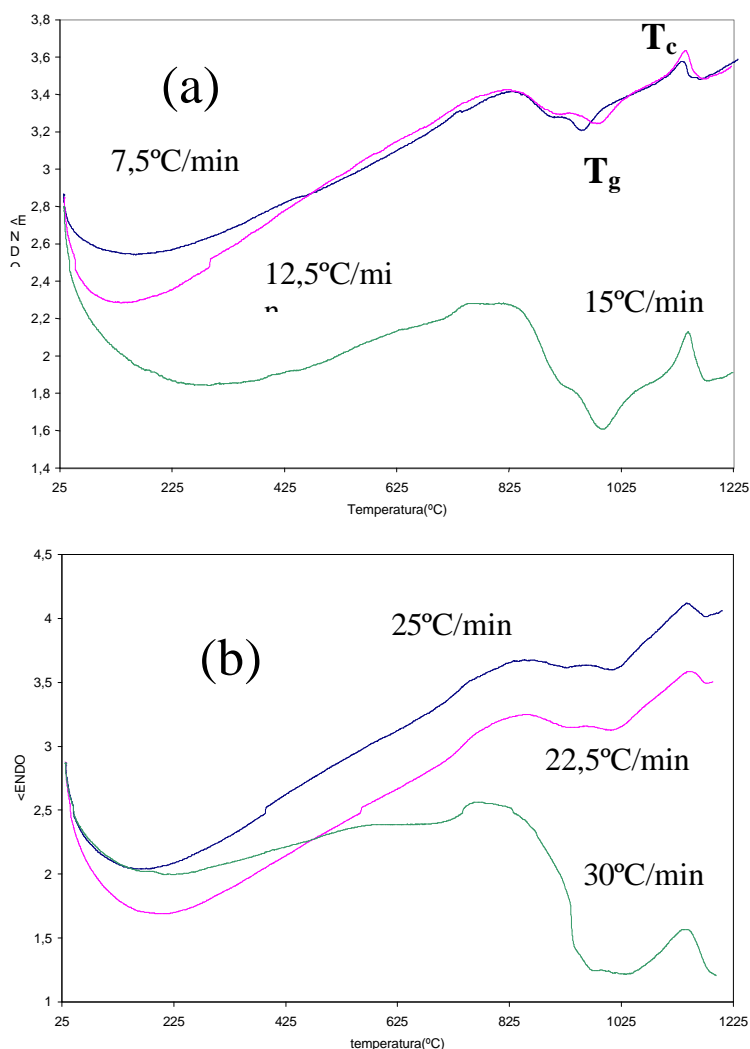 3,8
3,6
3,4
3,2
3
2,8
2,6
2,4
2,2
2
1,8
1,6
1,4
<E
N
D
(a)
Tc
Tg
7,5ºC/min
12,5ºC/mi
15ºC/min
25 225 425 625 825 1025 1225
Temperatura(ºC)
4,5
4
3,5
3
2,5
2
1,5
1
<ENDO
(b)
25ºC/min
22,5ºC/min
30ºC/min
25 225 425 625 825 1025 1225
temperatura(ºC)